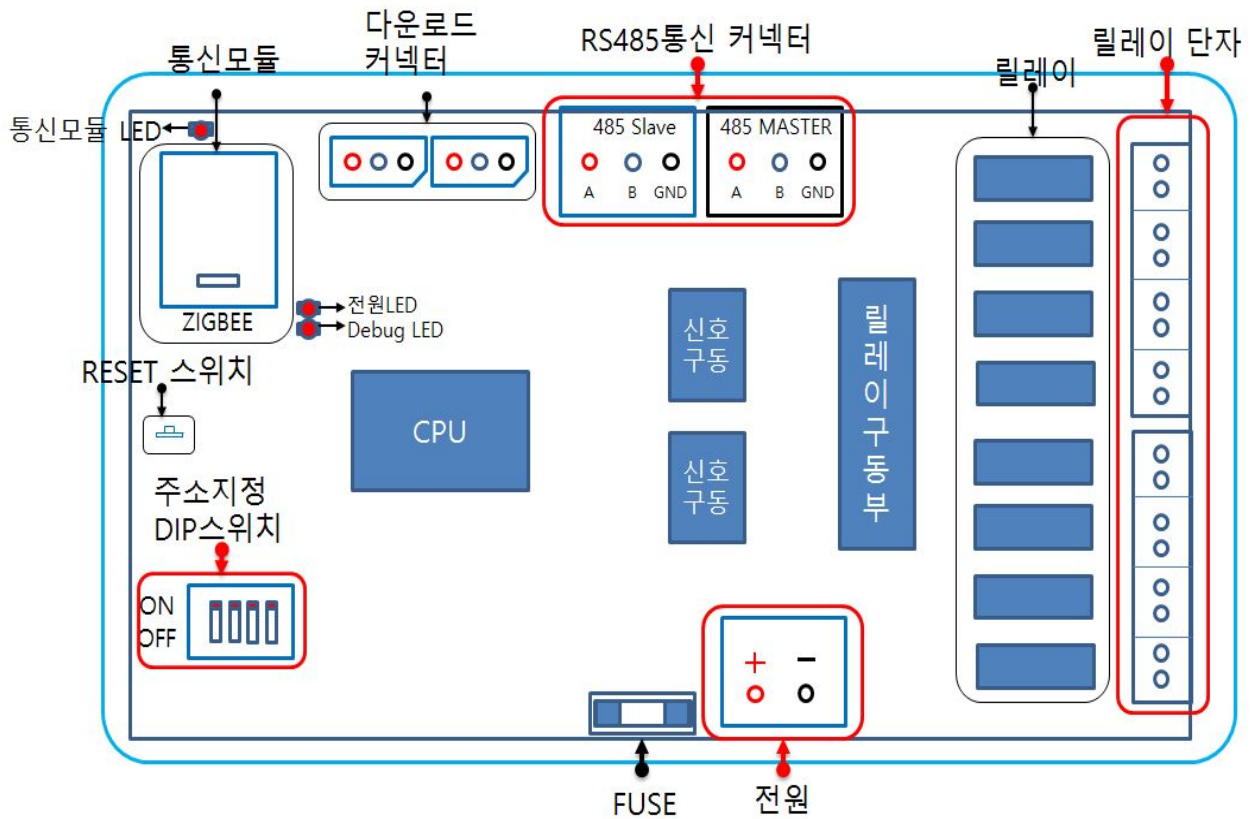 통신모듈
다운로드
커넥터
RS485통신 커넥터
릴레이
릴레이 단자
통신모듈 LED
485 Slave
A B GND
485 MASTER
A B GND
ZIGBEE
전원LED
Debug LED
RESET 스위치
CPU
신호
구동
신호
구동
릴레이구동부
주소지정
DIP스위치
ON
OFF
+ -
FUSE
전원